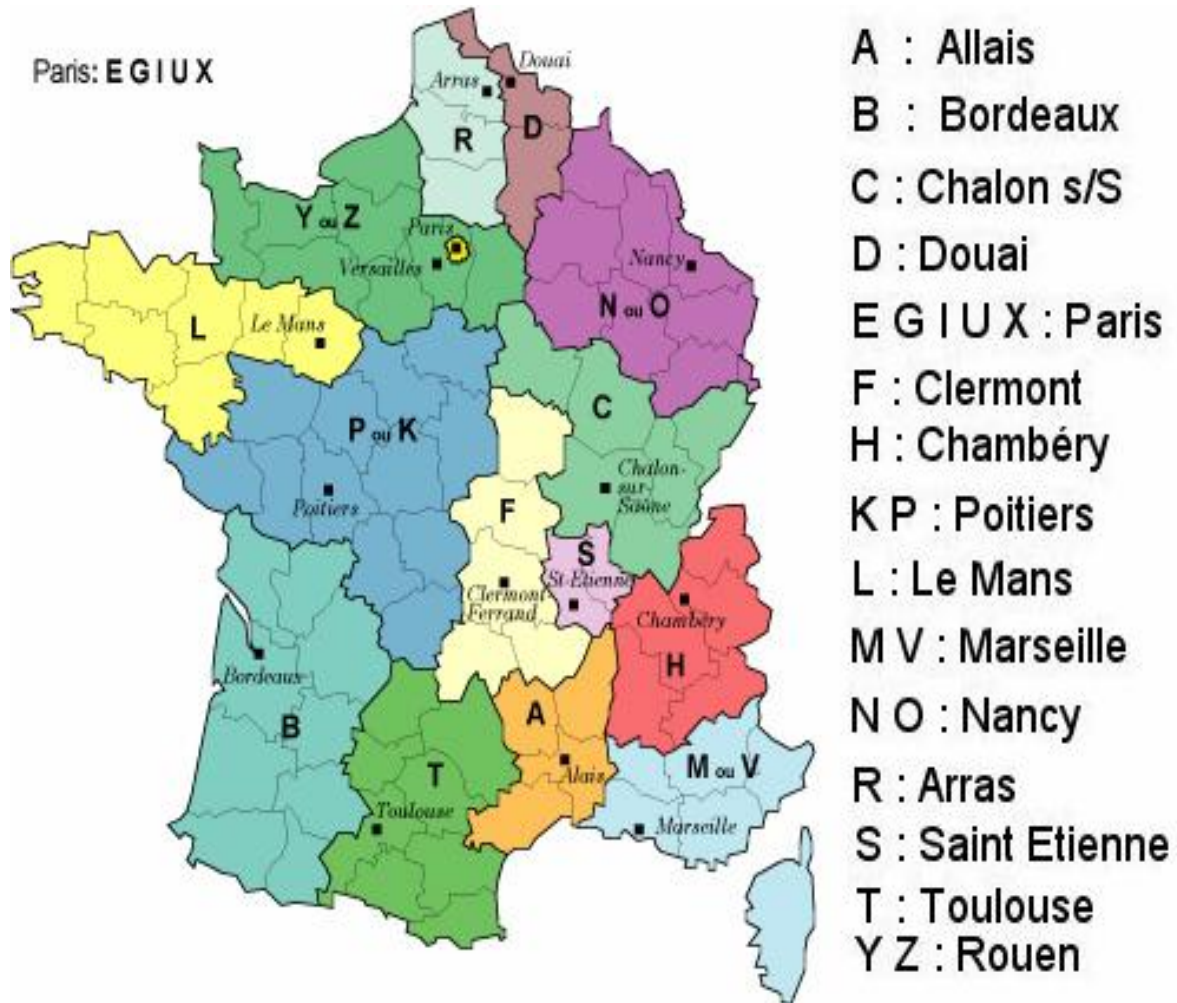 Paris: E G I U X
Douai
Arras
D
R
Y ou Z
Paris
Versailles
Nancy
N ou O
L
Le Mans
C
P ou K
Chalon-
sur-
Saône
Poitiers
F
S
St-Etienne
Clermont-
Ferrand
Chambéry
Bordeaux
H
A
B
T
Alais
M ou V
Toulouse
Marseille
A : Allais
B : Bordeaux
C : Chalon s/S
D : Douai
E G I U X : Paris
F : Clermont
H : Chambéry
K P : Poitiers
L : Le Mans
M V : Marseille
N O : Nancy
R : Arras
S : Saint Etienne
T : Toulouse
Y Z : Rouen